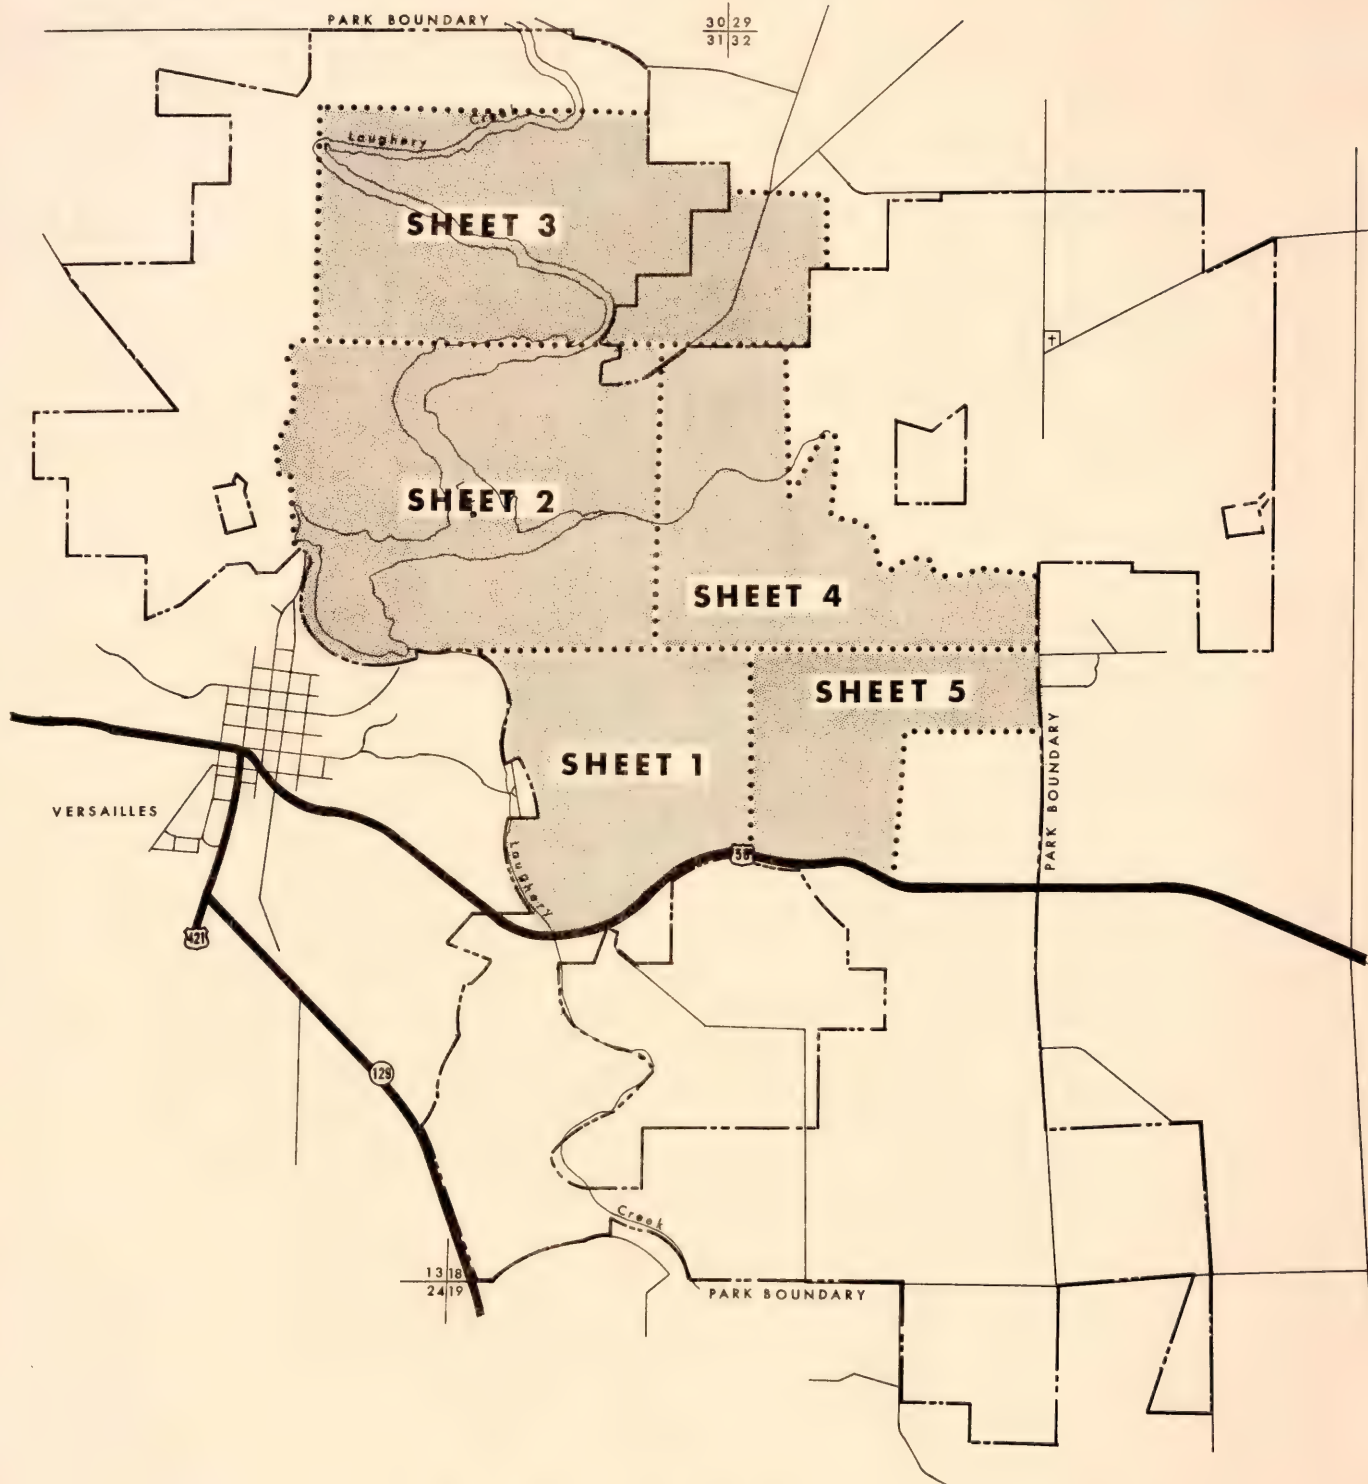 PARK BOUNDARY
30 29
31 32
Creek
Laughery
SHEET 3
SHEET 2
SHEET 4
SHEET 5
PARK BOUNDARY
SHEET 1
VERSAILLES
50
Laughery
421
129
Creek
13 18
24 19
PARK BOUNDARY